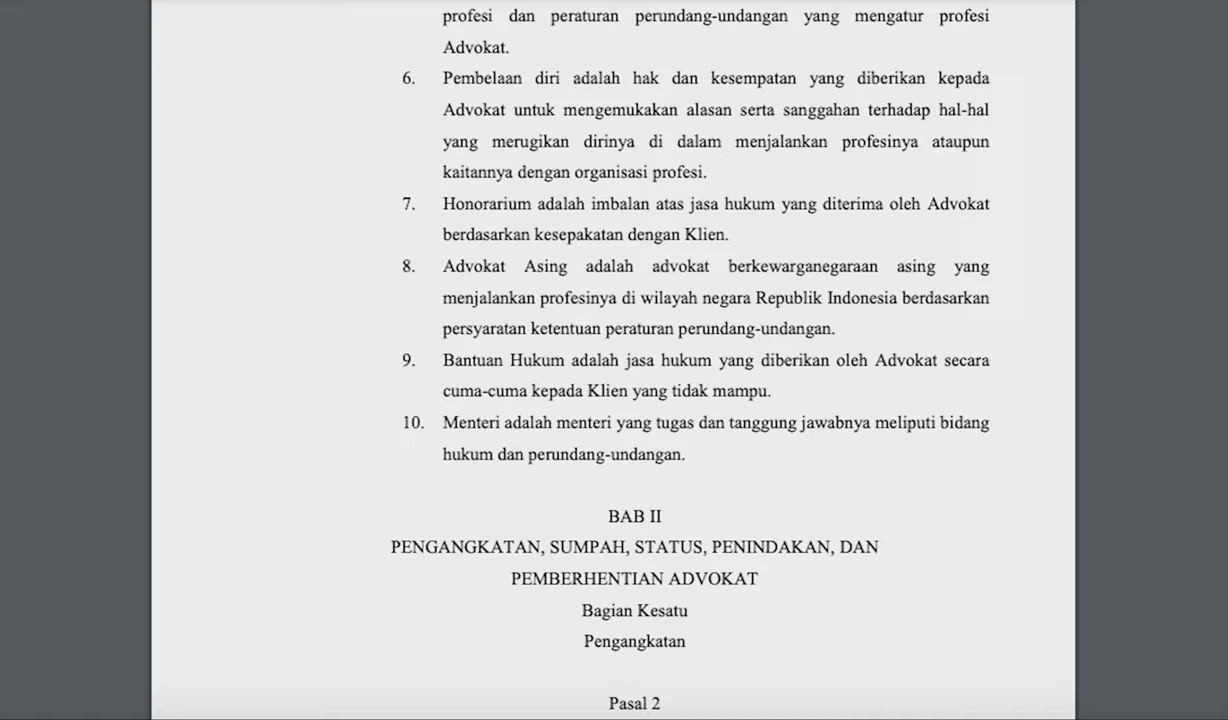 profesi dan peraturan perundang-undangan yang mengatur profesi
Advokat.
6. Pembelaan diri adalah hak dan kesempatan yang diberikan kepada
Advokat untuk mengemukakan alasan serta sanggahan terhadap hal-hal
yang merugikan dirinya di dalam menjalankan profesinya ataupun
kaitannya dengan organisasi profesi.
7. Honorarium adalah imbalan atas jasa hukum yang diterima oleh Advokat
berdasarkan kesepakatan dengan Klien.
8. Advokat Asing adalah advokat berkewarganegaraan asing yang
menjalankan profesinya di wilayah negara Republik Indonesia berdasarkan
persyaratan ketentuan peraturan perundang-undangan.
9. Bantuan Hukum adalah jasa hukum yang diberikan oleh Advokat secara
cuma-cuma kepada Klien yang tidak mampu.
10. Menteri adalah menteri yang tugas dan tanggung jawabnya meliputi bidang
hukum dan perundang-undangan.
BAB II
PENGANGKATAN, SUMPAH, STATUS, PENINDAKAN, DAN
PEMBERHENTIAN ADVOKAT
Bagian Kesatu
Pengangkatan
Pasal 2